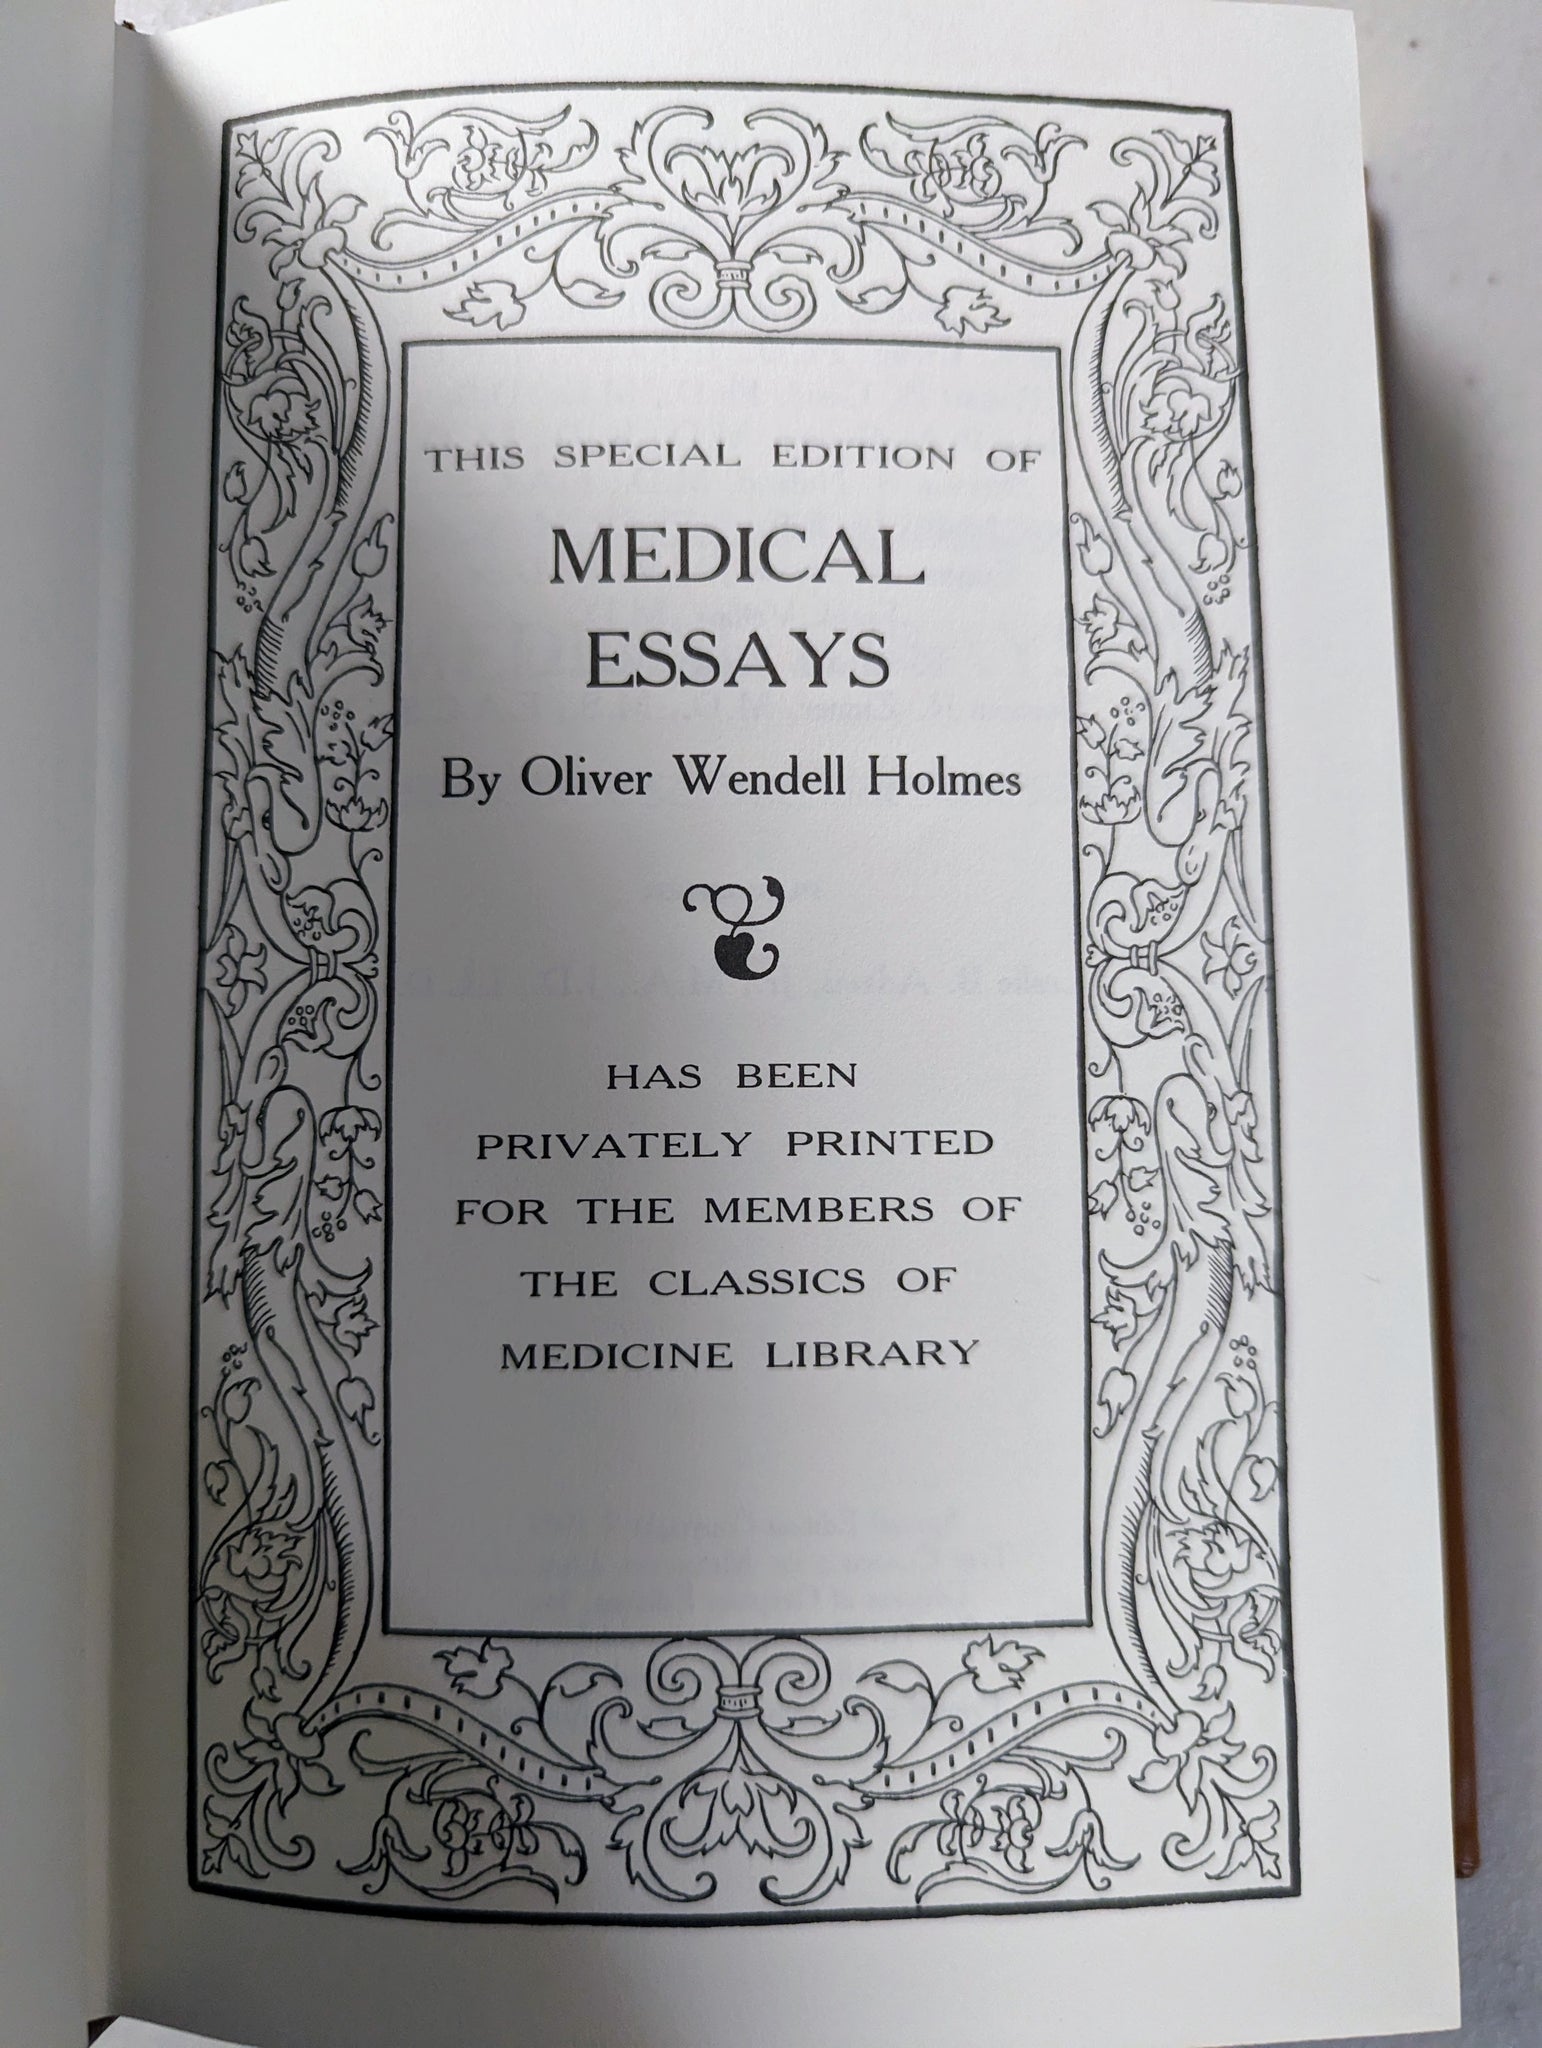 THIS SPECIAL EDITION OF
MEDICAL
ESSAYS
By Oliver Wendell Holmes
HAS BEEN
PRIVATELY PRINTED
FOR THE MEMBERS OF
THE CLASSICS OF
MEDICINE LIBRARY